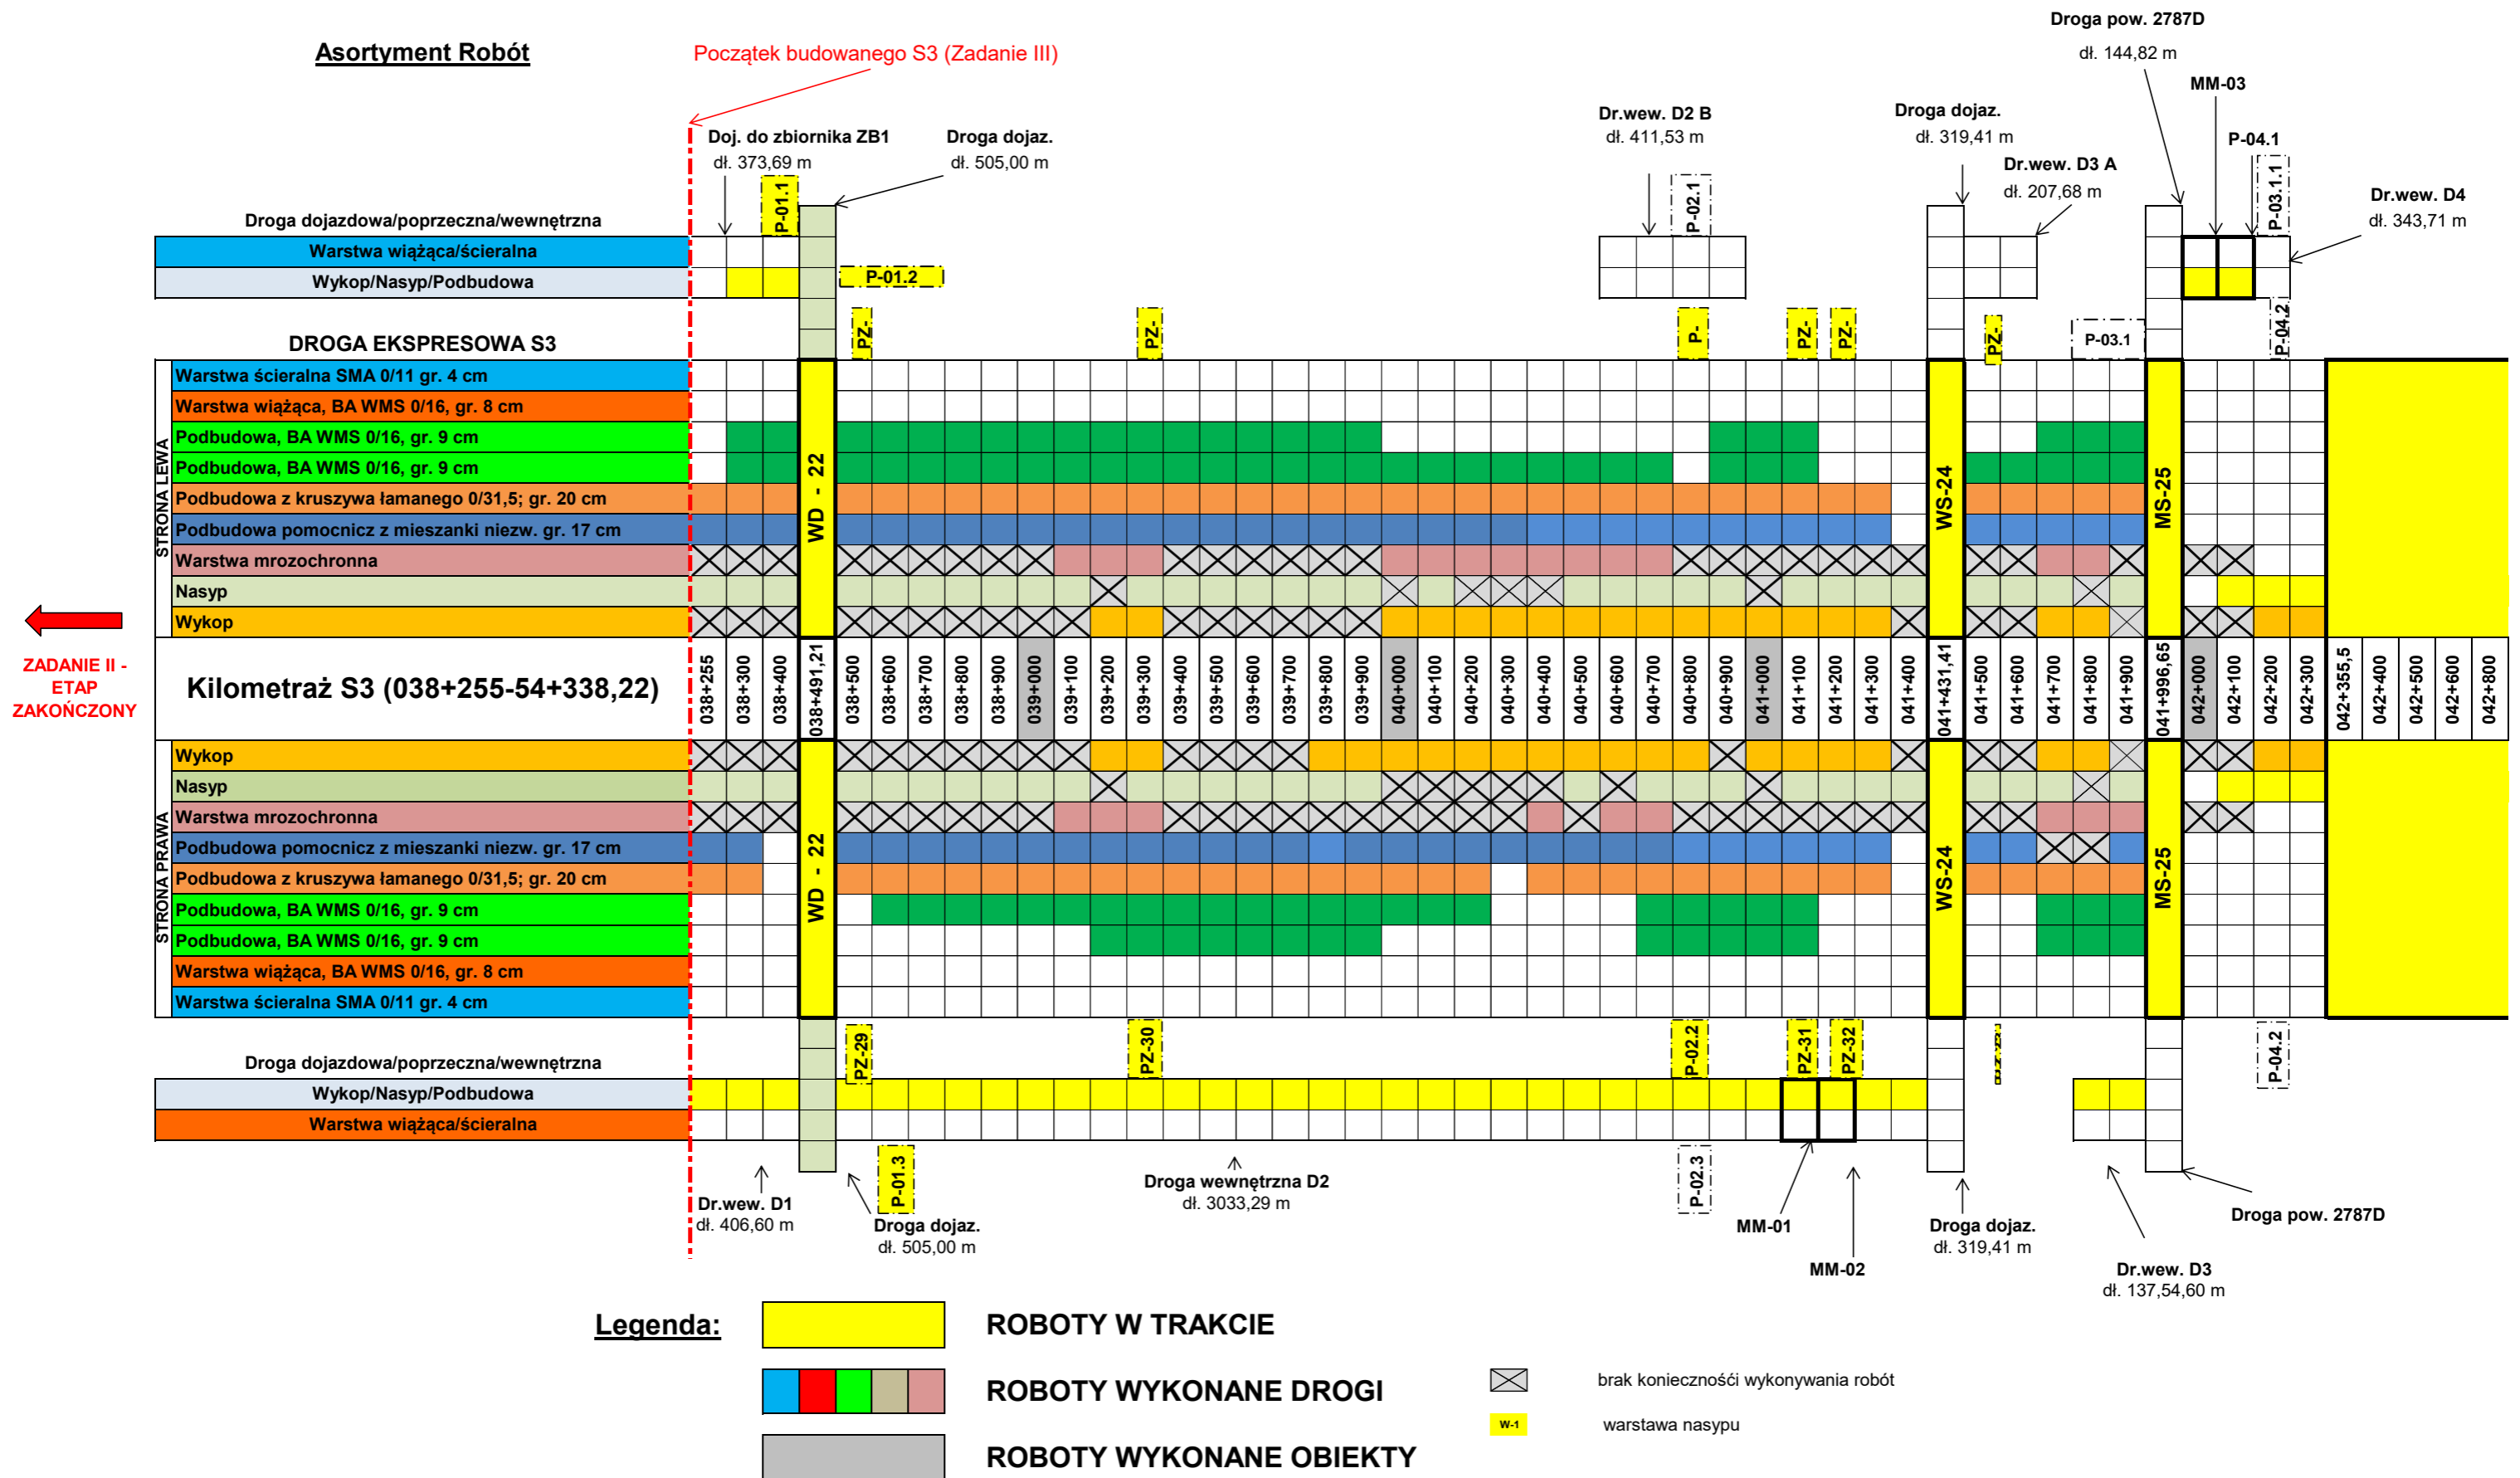 Droga pow. 2787D
dł. 144,82 m
Asortyment Robót
Początek budowanego S3 (Zadanie III)
MM-03
Doj. do zbiornika ZB1
dł. 373,69 m
Droga dojaz.
dł. 505,00 m
Dr.wew. D2 B
dł. 411,53 m
Droga dojaz.
dł. 319,41 m
P-04.1
Dr.wew. D3 A
dł. 207,68 m
Dr.wew. D4
dł. 343,71 m
P-01.1
P-02.1
P-03.1.1
Droga dojazdowa/poprzeczna/wewnętrzna
Warstwa wiążąca/ścieralna
Wykop/Nasyp/Podbudowa
P-01.2
PZ-
PZ-
P-
PZ-
PZ-
PZ-
P-03.1
P-04.2
DROGA EKSPRESOWA S3
STRONA LEWA
Warstwa ścieralna SMA 0/11 gr. 4 cm
Warstwa wiążąca, BA WMS 0/16, gr. 8 cm
Podbudowa, BA WMS 0/16, gr. 9 cm
Podbudowa, BA WMS 0/16, gr. 9 cm
Podbudowa z kruszywa łamanego 0/31,5; gr. 20 cm
Podbudowa pomocnicz z mieszanki niezw. gr. 17 cm
Warstwa mrozochronna
Nasyp
Wykop
WD - 22
WS-24
MS-25
ZADANIE II -
ETAP
ZAKOŃCZONY
Kilometraż S3 (038+255-54+338,22)
038+255
038+300
038+400
038+491,21
038+500
038+600
038+700
038+800
038+900
039+000
039+100
039+200
039+300
039+400
039+500
039+600
039+700
039+800
039+900
040+000
040+100
040+200
040+300
040+400
040+500
040+600
040+700
040+800
040+900
041+000
041+100
041+200
041+300
041+400
041+431,41
041+500
041+600
041+700
041+800
041+900
041+996,65
042+000
042+100
042+200
042+300
042+355,5
042+400
042+500
042+600
042+800
STRONA PRAWA
Wykop
Nasyp
Warstwa mrozochronna
Podbudowa pomocnicz z mieszanki niezw. gr. 17 cm
Podbudowa z kruszywa łamanego 0/31,5; gr. 20 cm
Podbudowa, BA WMS 0/16, gr. 9 cm
Podbudowa, BA WMS 0/16, gr. 9 cm
Warstwa wiążąca, BA WMS 0/16, gr. 8 cm
Warstwa ścieralna SMA 0/11 gr. 4 cm
WD - 22
WS-24
MS-25
PZ-29
PZ-30
P-02.2
PZ-31
PZ-32
P-04.2
Droga dojazdowa/poprzeczna/wewnętrzna
Wykop/Nasyp/Podbudowa
Warstwa wiążąca/ścieralna
P-01.3
P-02.3
Dr.wew. D1
dł. 406,60 m
Droga dojaz.
dł. 505,00 m
Droga wewnętrzna D2
dł. 3033,29 m
MM-01
MM-02
Droga dojaz.
dł. 319,41 m
Droga pow. 2787D
Dr.wew. D3
dł. 137,54,60 m
Legenda:
ROBOTY W TRAKCIE
ROBOTY WYKONANE DROGI
ROBOTY WYKONANE OBIEKTY
brak koniecznośći wykonywania robót
W-1
warstawa nasypu